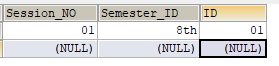 Session_NO Semester_ID ID
01 8th 01
(NULL) (NULL) (NULL)